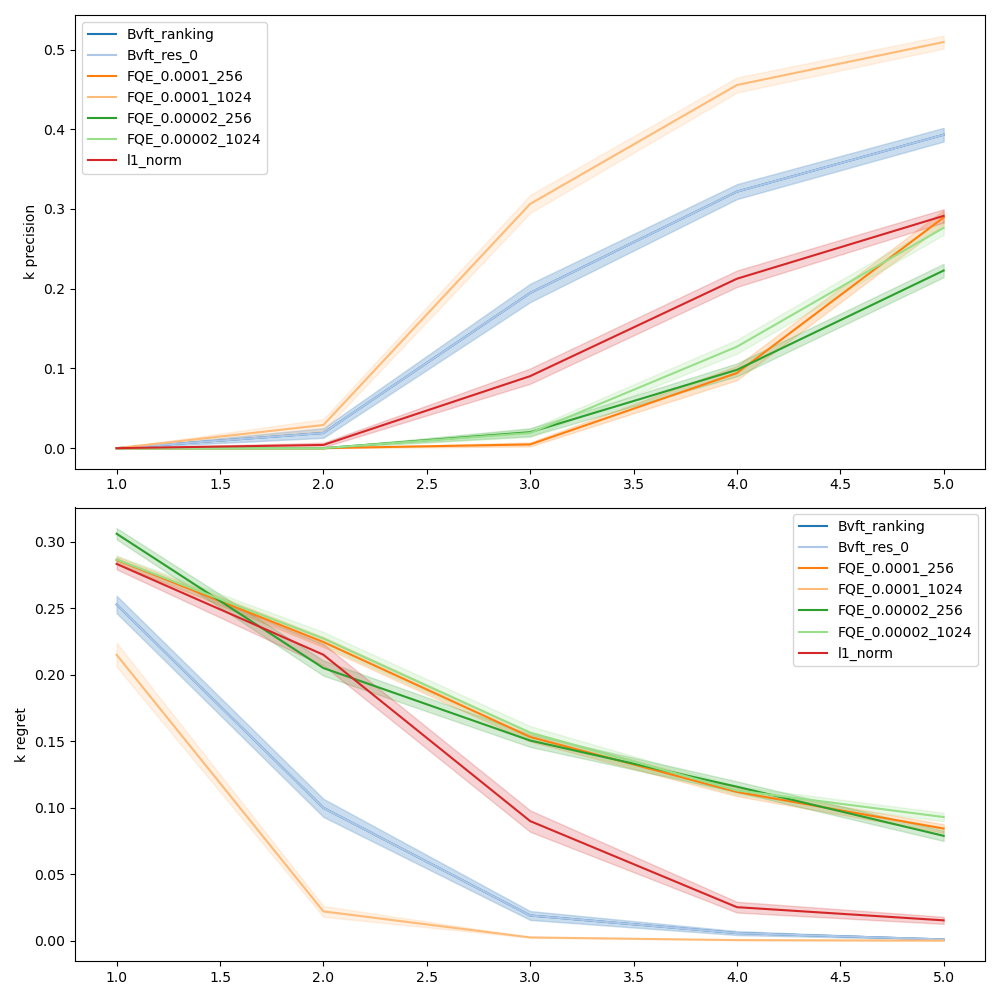 Bvft_ranking
Bvft_res_0
FQE_0.0001_256
FQE_0.0001_1024
FQE_0.00002_256
FQE_0.00002_1024
l1_norm
k precision
0.5
0.4
0.3
0.2
0.1
0.0
1.0 1.5 2.0 2.5 3.0 3.5 4.0 4.5 5.0
Bvft_ranking
Bvft_res_0
FQE_0.0001_256
FQE_0.0001_1024
FQE_0.00002_256
FQE_0.00002_1024
l1_norm
k regret
0.30
0.25
0.20
0.15
0.10
0.05
0.00
1.0 1.5 2.0 2.5 3.0 3.5 4.0 4.5 5.0